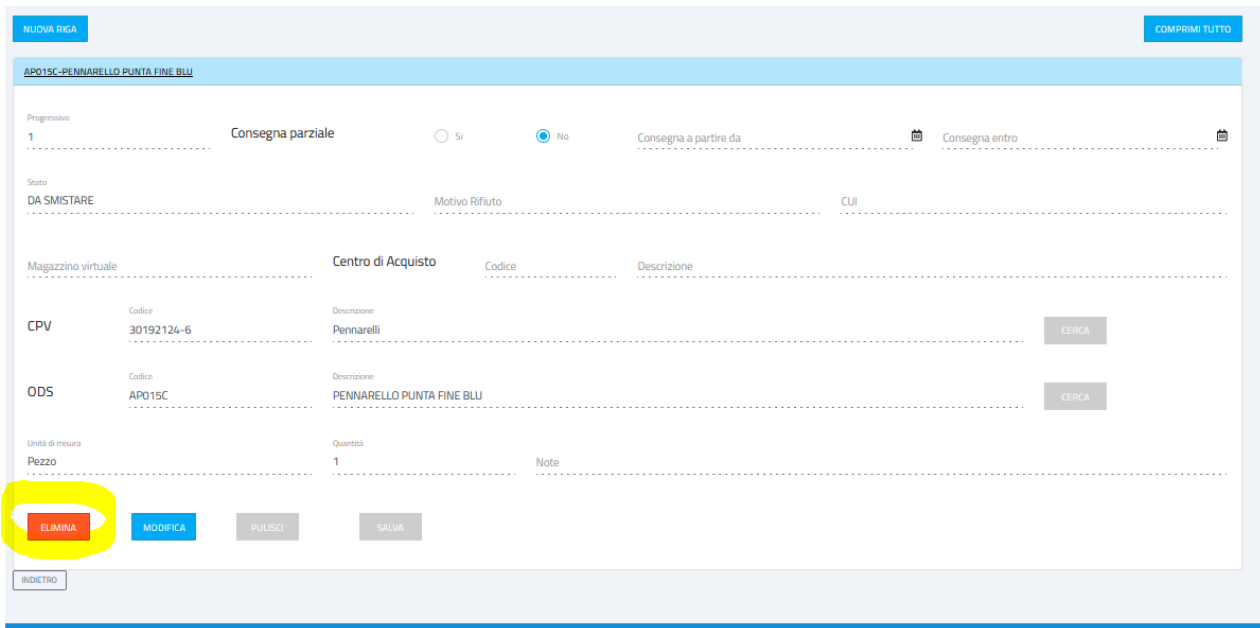 NUOVA RIGA COMPRIMI TUTTO
AP015C-PENNARELLO PUNTA FINE BLU
Progressivo
1 Consegna parziale Si No Consegna a partire da Consegna entro
Stato
DA SMISTARE Motivo Rifiuto CUI
Magazzino virtuale Centro di Acquisto Codice Descrizione
Codice Descrizione
CPV 30192124-6 Pennarelli CERCA
Codice Descrizione
ODS AP015C PENNARELLO PUNTA FINE BLU CERCA
Unità di misura Quantità
Pezzo 1 Note
ELIMINA MODIFICA PULISCI SALVA
INDIETRO